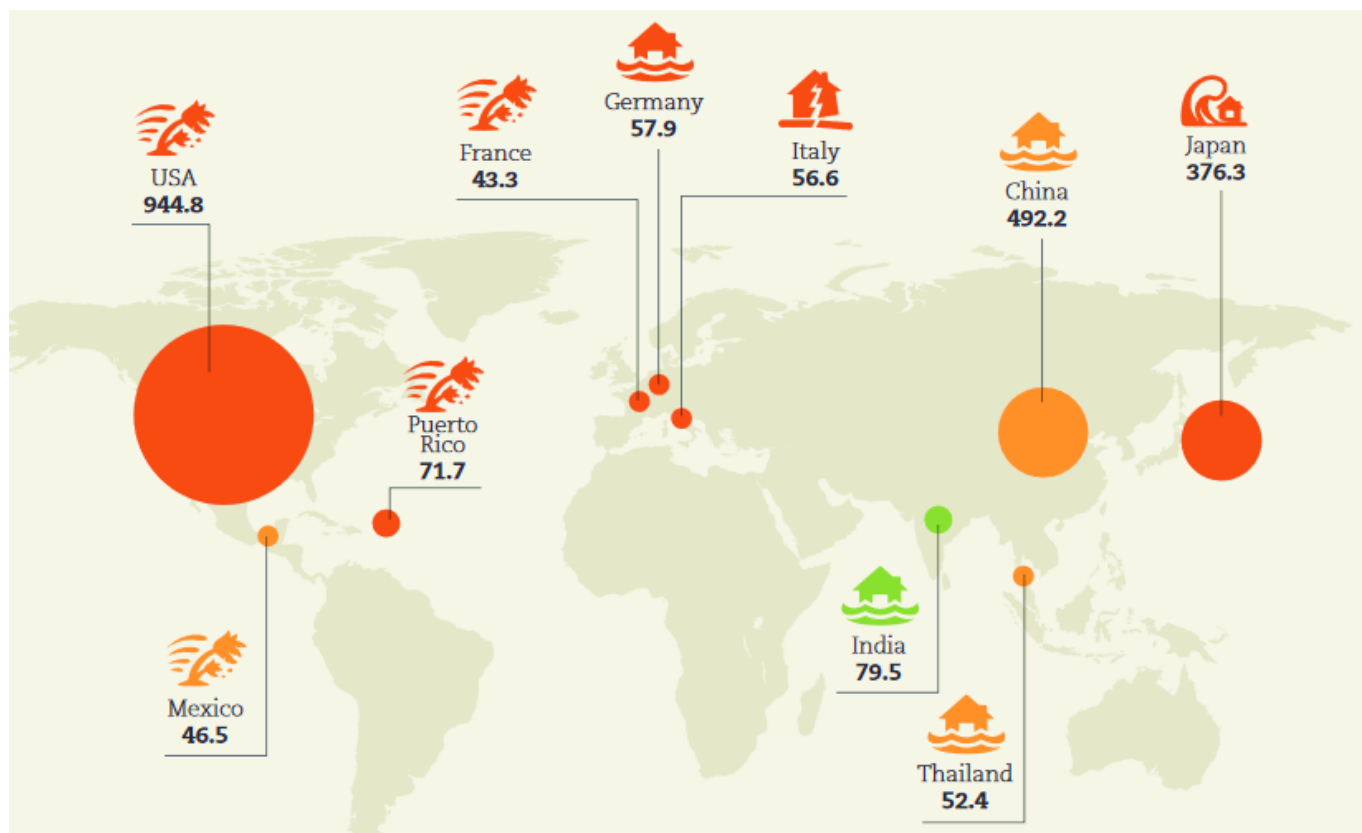 USA
944.8
France
43.3
Germany
57.9
Italy
56.6
China
492.2
Japan
376.3
Puerto
Rico
71.7
Mexico
46.5
India
79.5
Thailand
52.4